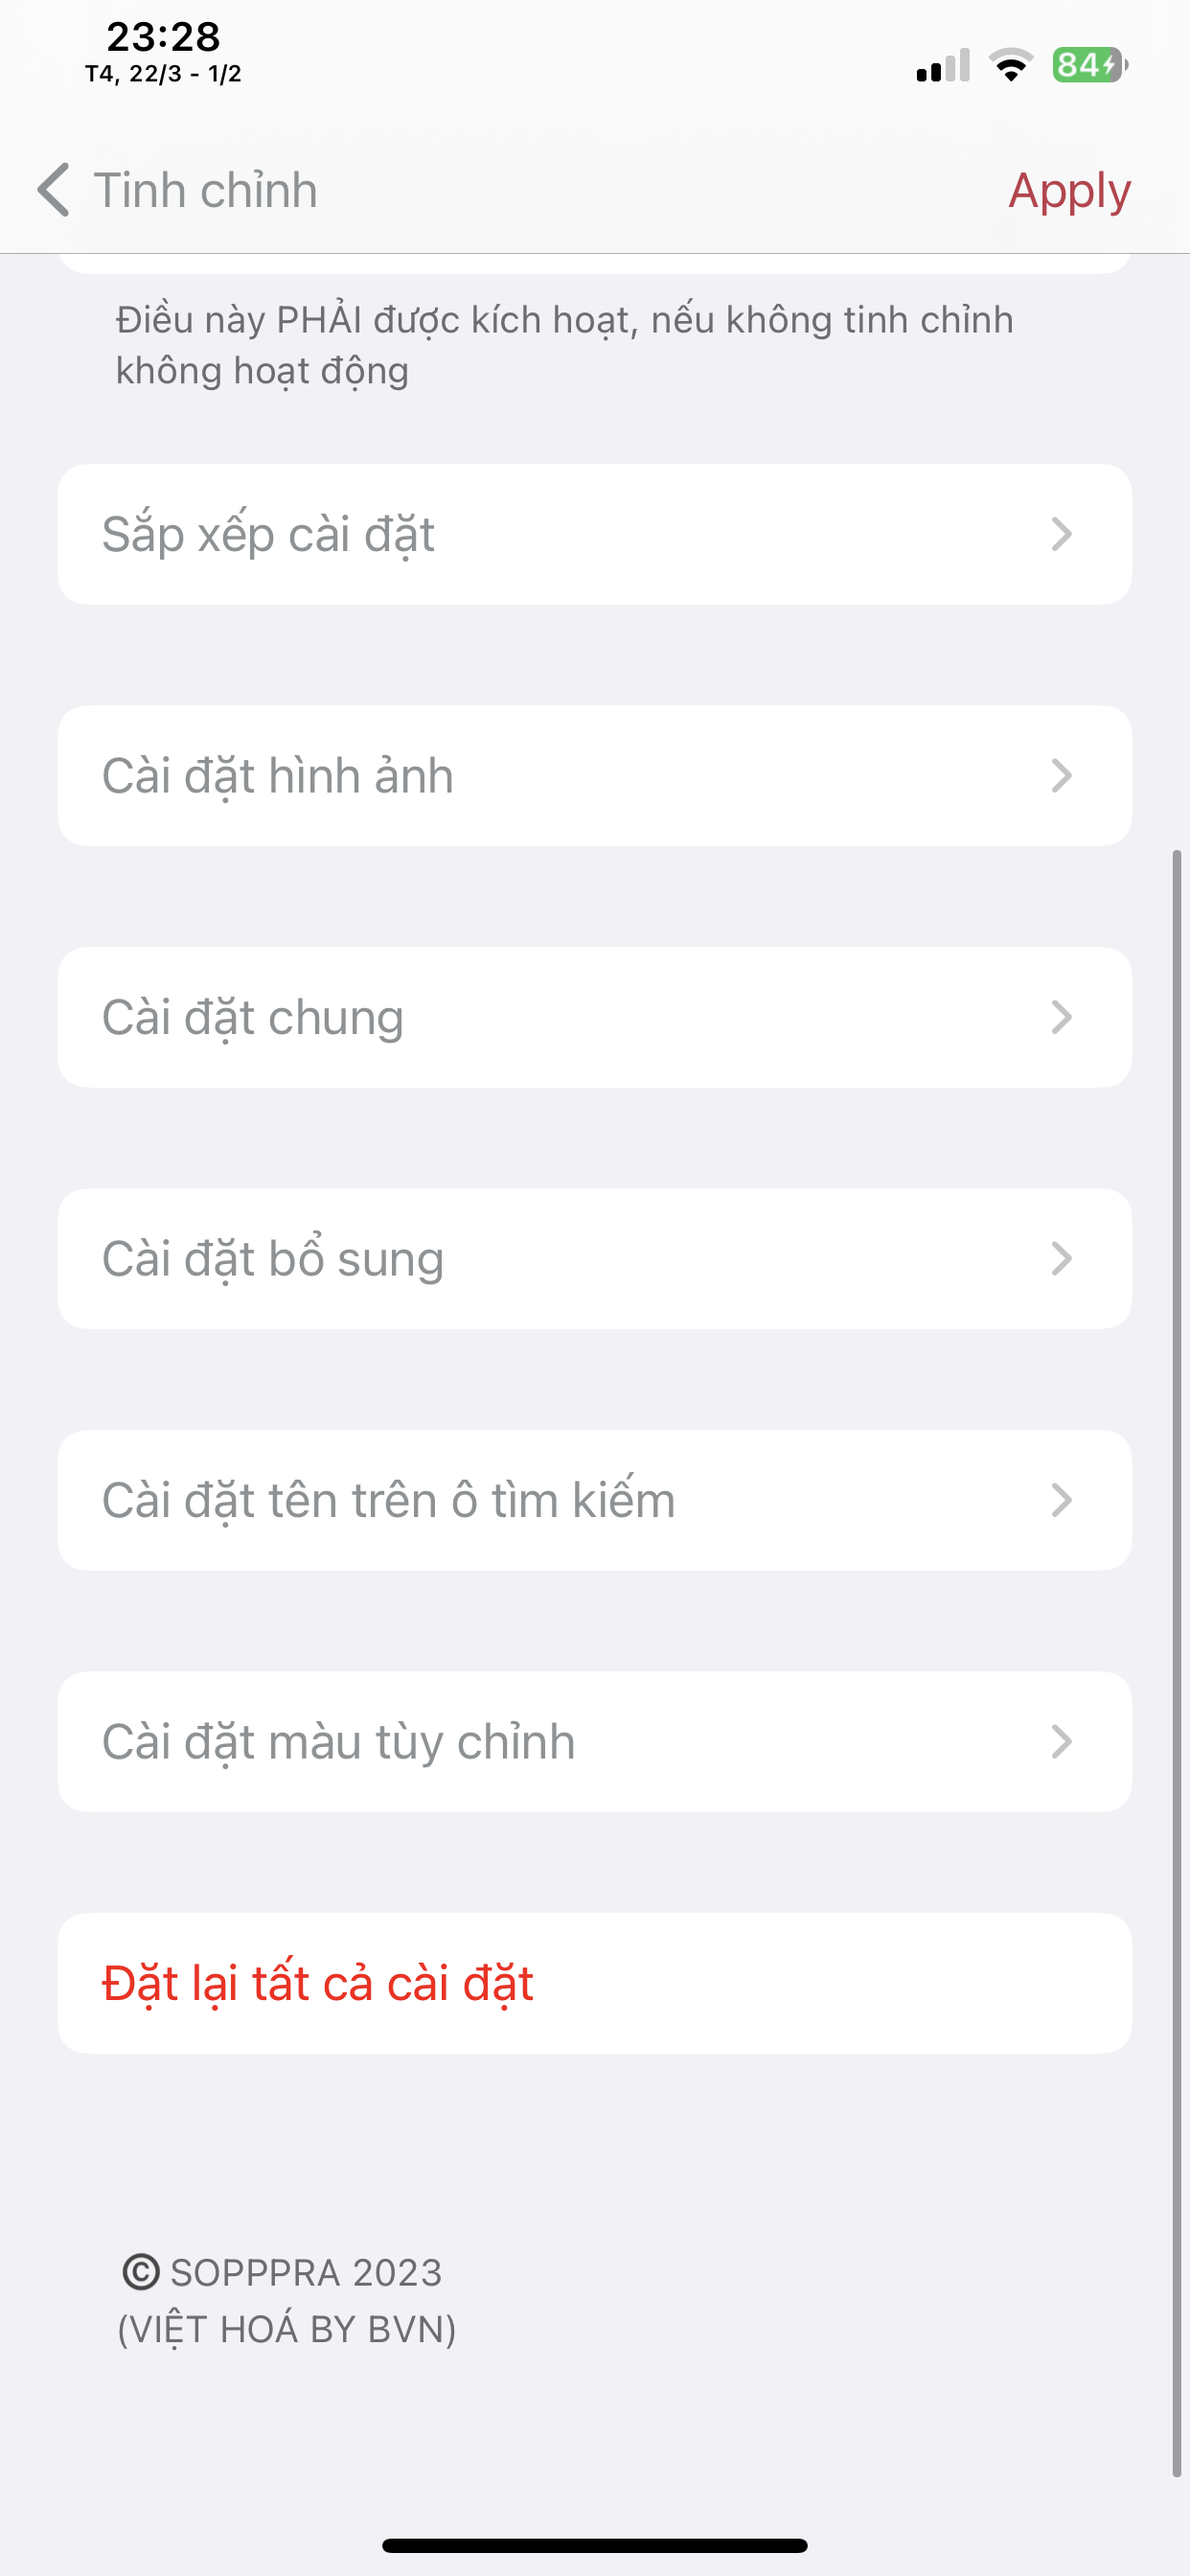 23:28
T4, 22/3 - 1/2
84
Tinh chỉnh
Apply
Điều này PHẢI được kích hoạt, nếu không tinh chỉnh
không hoạt động
Sắp xếp cài đặt
Cài đặt hình ảnh
Cài đặt chung
Cài đặt bổ sung
Cài đặt tên trên ô tìm kiếm
Cài đặt màu tùy chỉnh
Đặt lại tất cả cài đặt
© SOPPPRA 2023
(VIỆT HOÁ BY BVN)